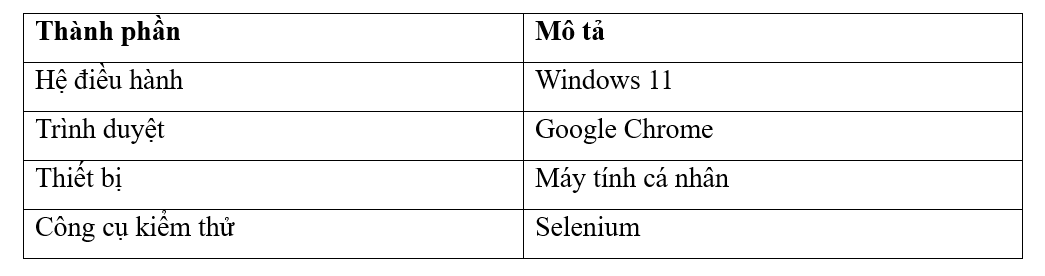 Thành phần	Mô tả
Hệ điều hành	Windows 11
Trình duyệt	Google Chrome
Thiết bị	Máy tính cá nhân
Công cụ kiểm thử	Selenium